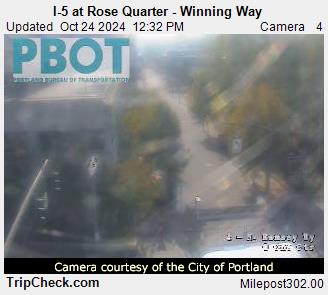 I-5 at Rose Quarter - Winning Way
Updated Oct 24 2024 12:32 PM Camera 4
PBOT
PORTLAND BUREAU OF TRANSPORTATION
Camera courtesy of the City of Portland
TripCheck.com Milepost302.00